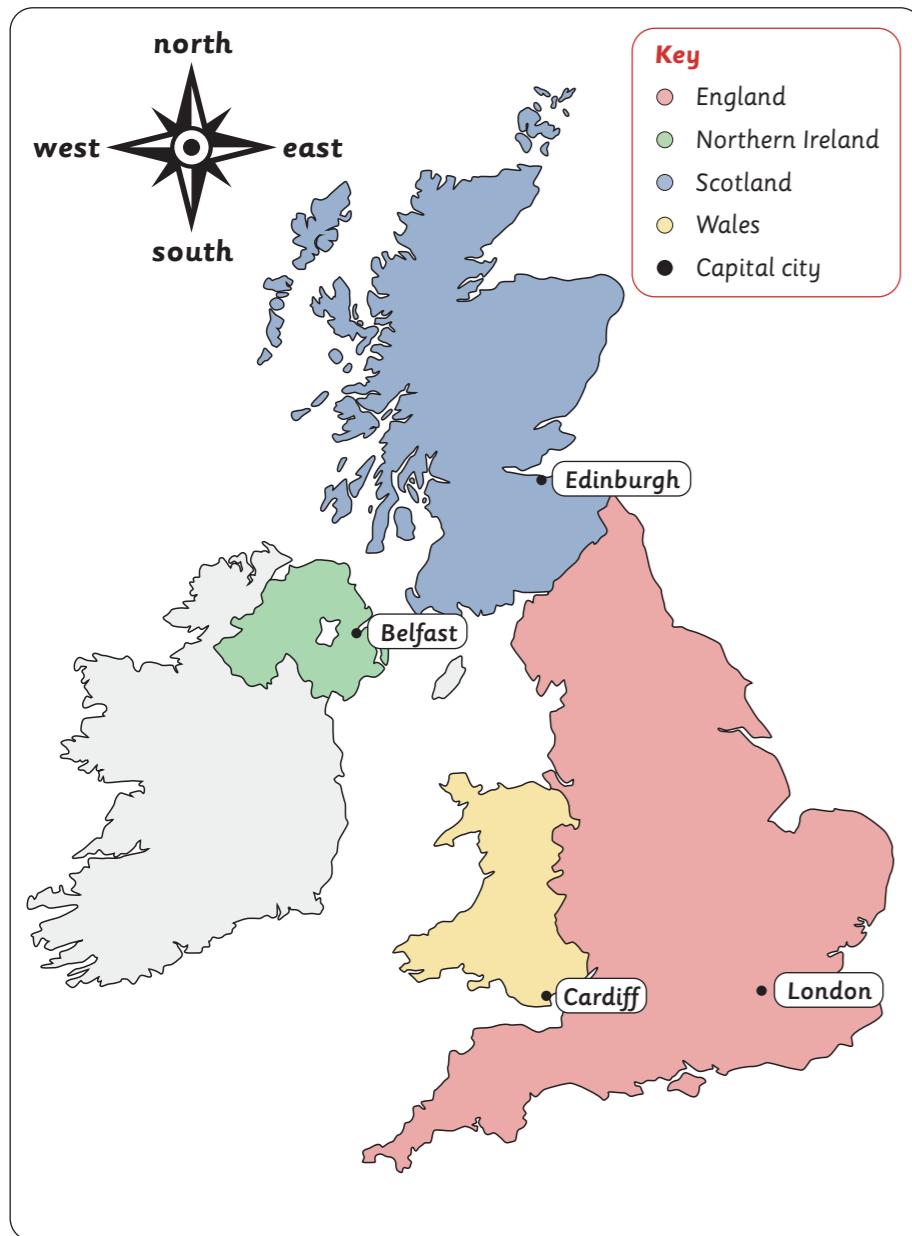 north
west
east
south
Key
England
Northern Ireland
Scotland
Wales
Capital city
Edinburgh
Belfast
Cardiff
London